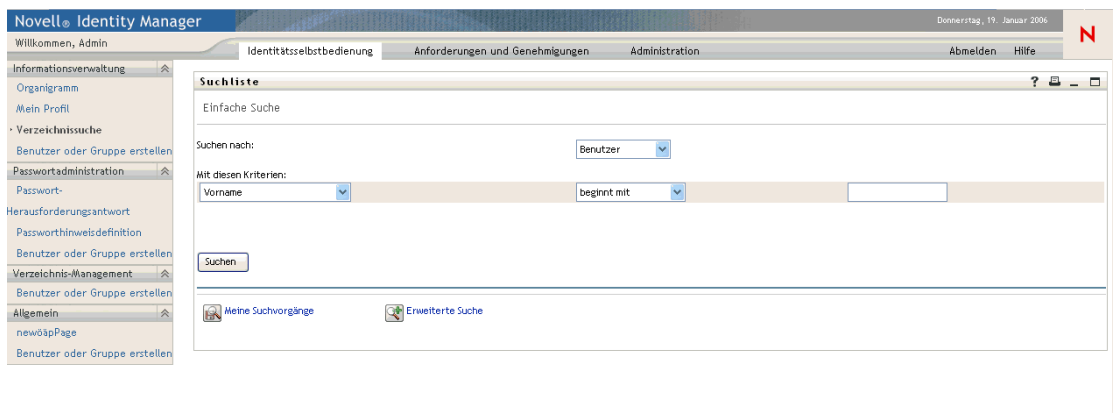 Novell® Identity Manager
Donnerstag, 19. Januar 2006
N
Willkommen, Admin
Identitätsselbstbedienung
Anforderungen und Genehmigungen
Administration
Abmelden
Hilfe
Informationsverwaltung
Organigramm
Mein Profil
Verzeichnissuche
Benutzer oder Gruppe erstellen
Passwortadministration
Passwort-
Herausforderungsantwort
Passworthinweisdefinition
Benutzer oder Gruppe erstellen
Verzeichnis-Management
Benutzer oder Gruppe erstellen
Allgemein
newöäpPage
Benutzer oder Gruppe erstellen
Suchliste
?
Einfache Suche
Suchen nach:
Benutzer
Mit diesen Kriterien:
Vorname
beginnt mit
Suchen
Meine Suchvorgänge
Erweiterte Suche